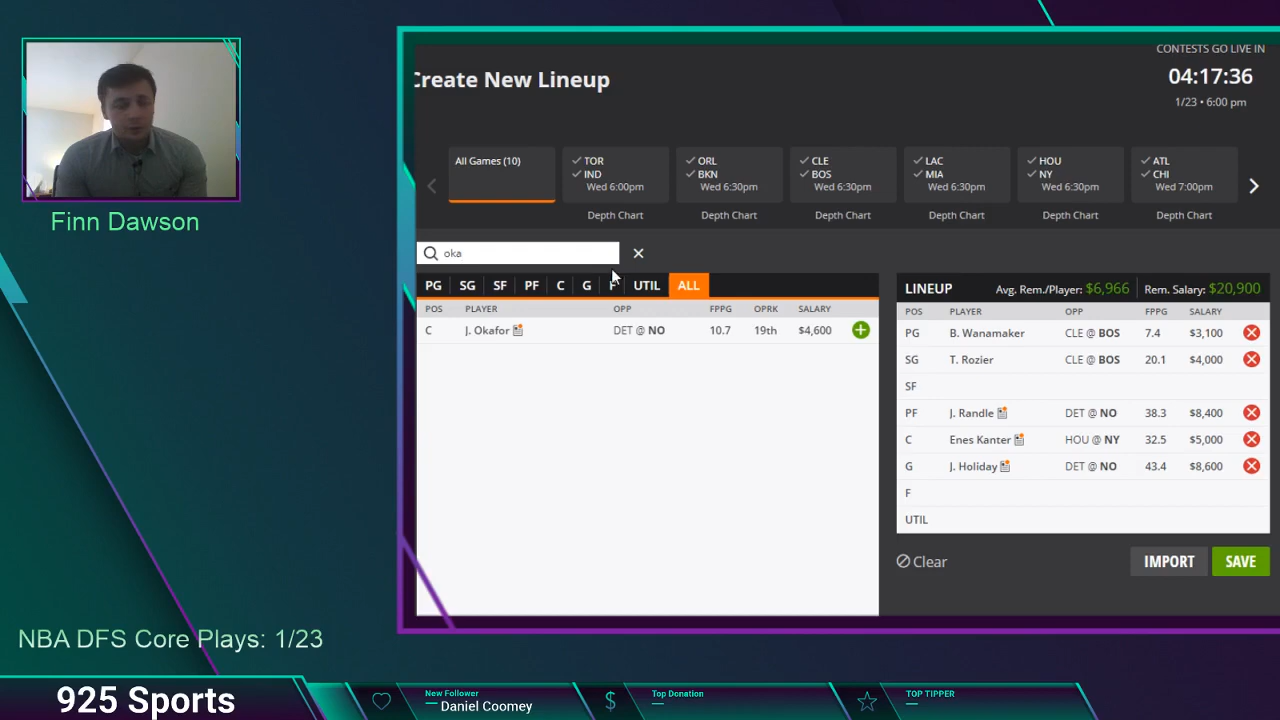 CONTESTS GO LIVE IN
Create New Lineup
04:17:36
1/23 • 6:00 pm
All Games (10)
TOR
IND
Wed 6:00pm
Depth Chart
ORL
BKN
Wed 6:30pm
Depth Chart
CLE
BOS
Wed 6:30pm
Depth Chart
LAC
MIA
Wed 6:30pm
Depth Chart
HOU
NY
Wed 6:30pm
Depth Chart
ATL
CHI
Wed 7:00pm
Depth Chart
Finn Dawson
oka
PG SG SF PF C G F UTIL ALL
POS PLAYER OPP FPPG OPRK SALARY
C J. Okafor DET @ NO 10.7 19th $4,600
LINEUP Avg. Rem./Player: $6,966 Rem. Salary: $20,900
POS PLAYER OPP FPPG SALARY
PG B. Wanamaker CLE @ BOS 7.4 $3,100
SG T. Rozier CLE @ BOS 20.1 $4,000
SF
PF J. Randle DET @ NO 38.3 $8,400
C Enes Kanter HOU @ NY 32.5 $5,000
G J. Holiday DET @ NO 43.4 $8,600
F
UTIL
Clear IMPORT SAVE
NBA DFS Core Plays: 1/23
925 Sports
New Follower
Daniel Coomey
Top Donation
TOP TIPPER